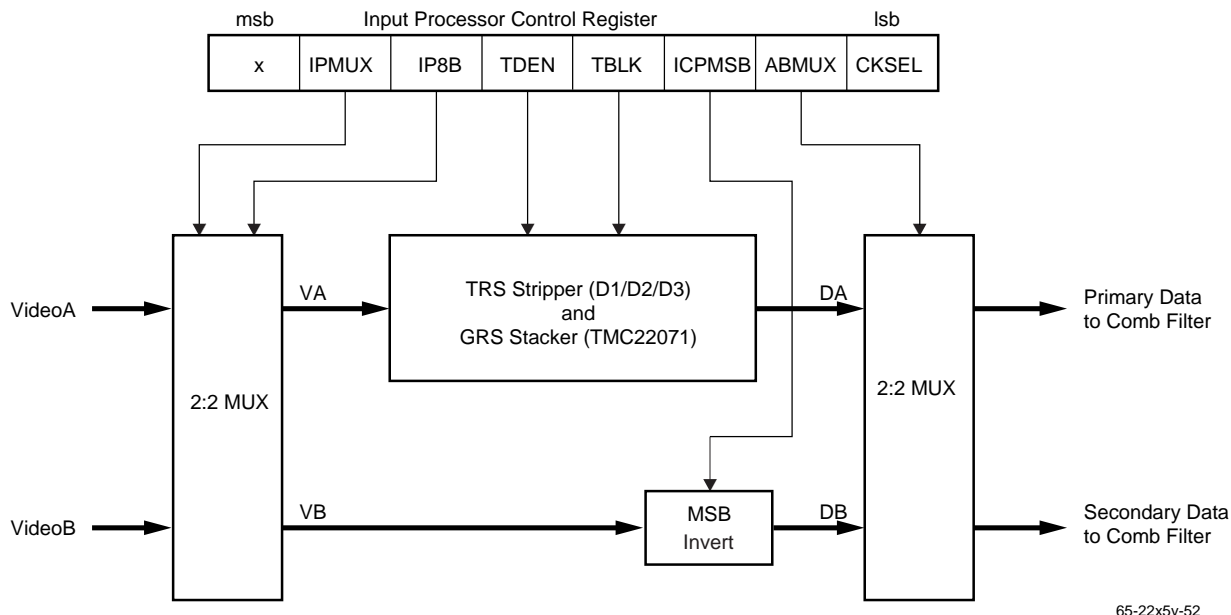 msb Input Processor Control Register lsb
x IPMUX IP8B TDEN TBLK ICPMSB ABMUX CKSEL
VideoA
VA
TRS Stripper (D1/D2/D3)
and
GRS Stacker (TMC22071)
DA
Primary Data
to Comb Filter
2:2 MUX
2:2 MUX
VideoB
VB
MSB
Invert
DB
Secondary Data
to Comb Filter
65-22x5y-52